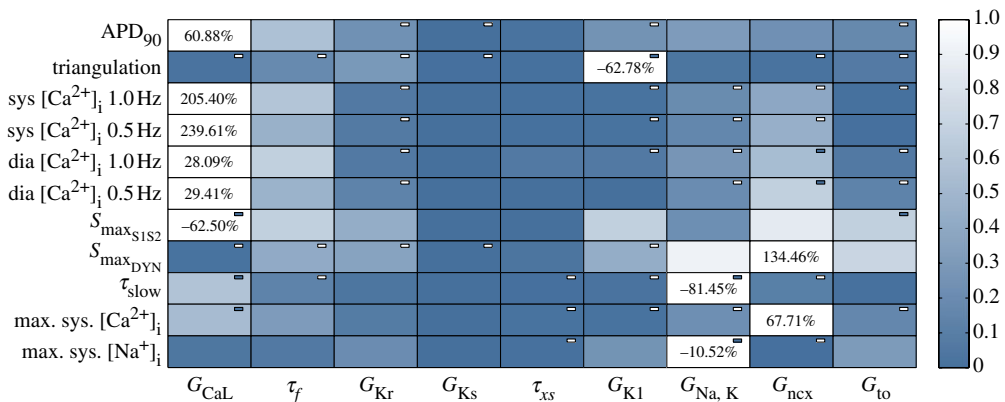 APD90 60.88% 1.0
triangulation –62.78% 0.9
sys [Ca2+]i 1.0 Hz 205.40% 0.8
sys [Ca2+]i 0.5 Hz 239.61% 0.7
dia [Ca2+]i 1.0 Hz 28.09% 0.6
dia [Ca2+]i 0.5 Hz 29.41% 0.5
SmaxS1S2 –62.50% 0.4
SmaxDYN 134.46% 0.3
τslow –81.45% 0.2
max. sys. [Ca2+]i 67.71% 0.1
max. sys. [Na+]i –10.52% 0
GCaL τf GKr GKs τxs GK1 GNa, K Gncx Gto